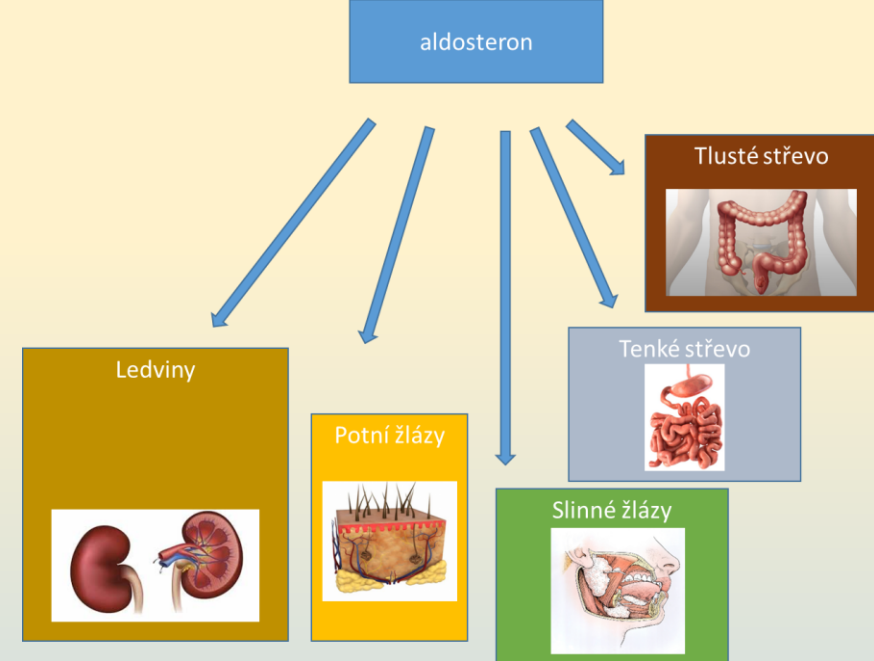 aldosteron
Tlusté střevo
Tenké střevo
Ledviny
Potní žlázy
Slinné žlázy